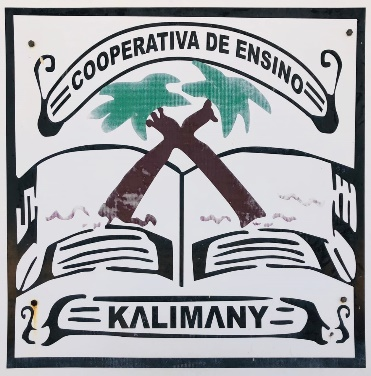 COOPERATIVA DE ENSINO
KALIMANY